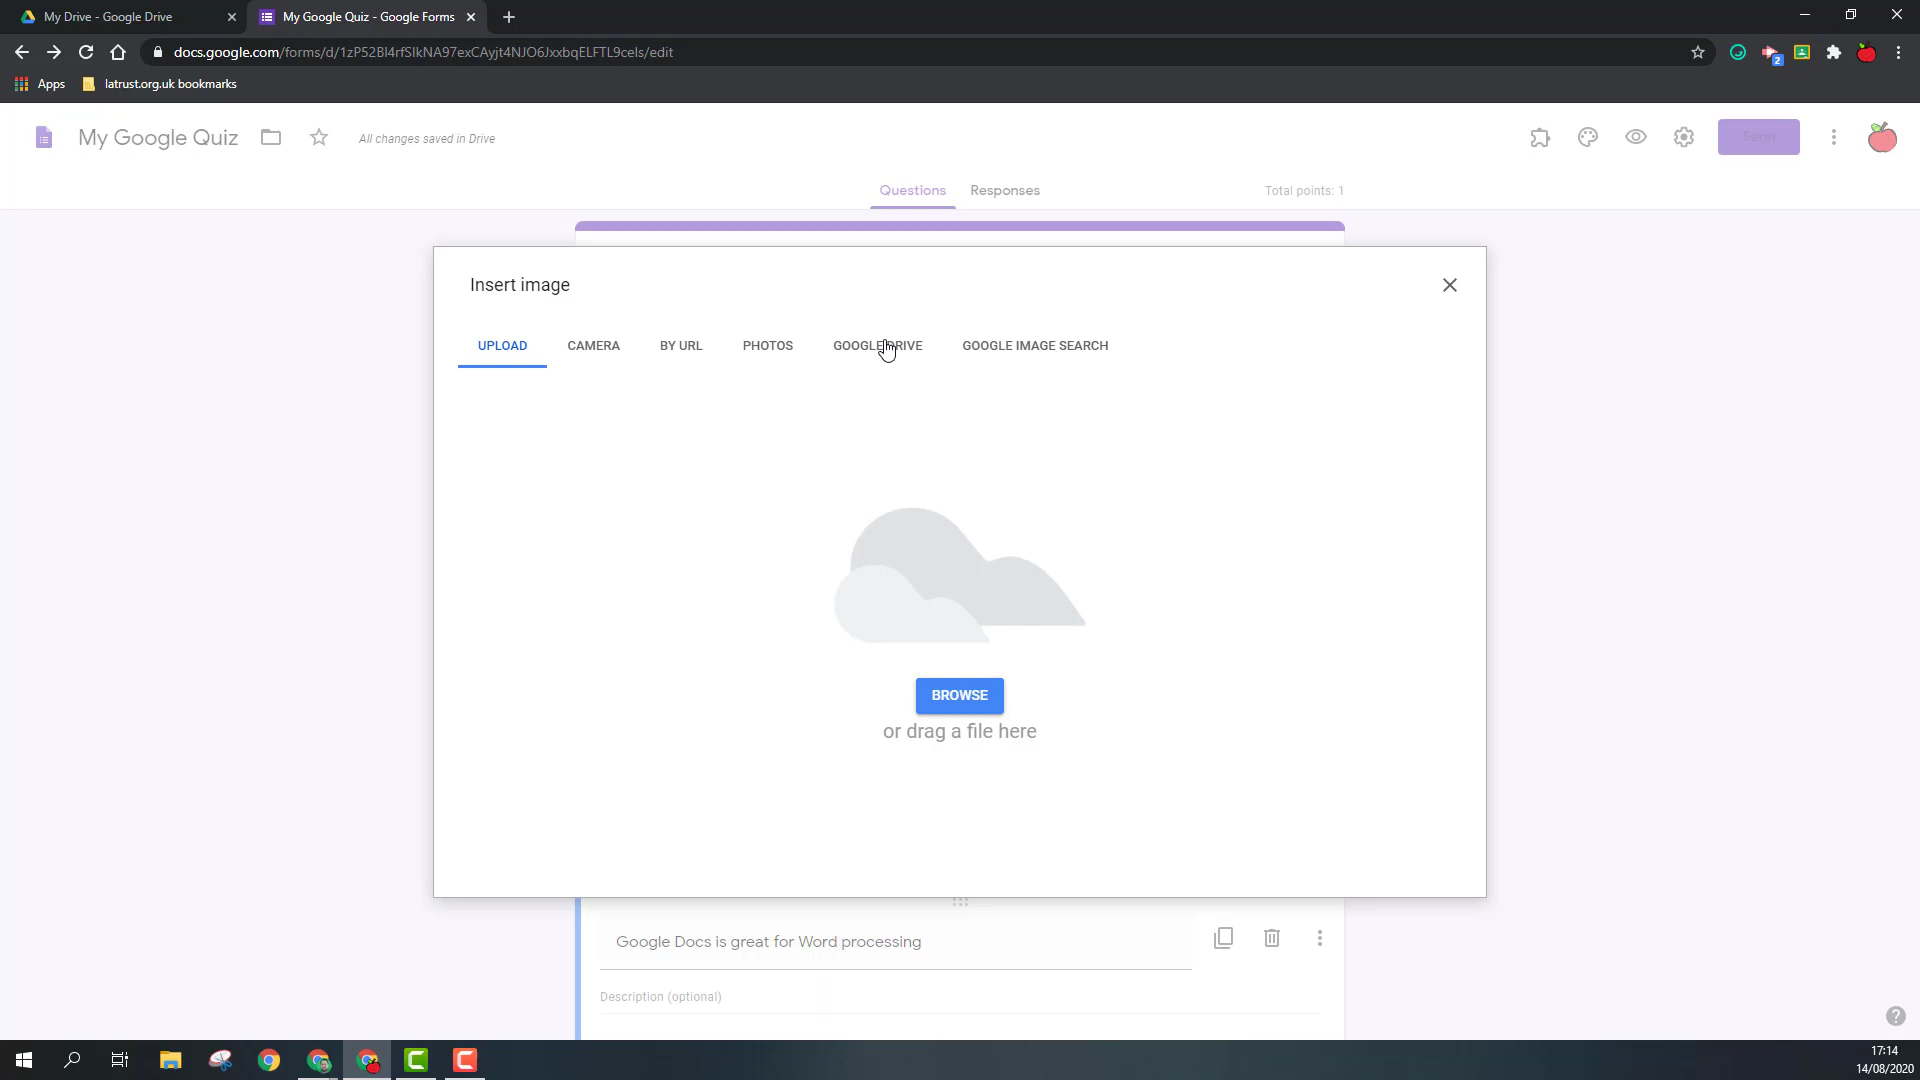 My Drive - Google Drive
My Google Quiz - Google Forms
docs.google.com/forms/d/1zP52Bl4rfSIkNA97exCAyjt4NJO6JxxbqELFTL9cels/edit
2
Apps
latrust.org.uk bookmarks
My Google Quiz
All changes saved in Drive
Send
Questions
Responses
Total points: 1
Insert image
UPLOAD
CAMERA
BY URL
PHOTOS
GOOGLE DRIVE
GOOGLE IMAGE SEARCH
BROWSE
or drag a file here
Google Docs is great for Word processing
Description (optional)
17:14
14/08/2020